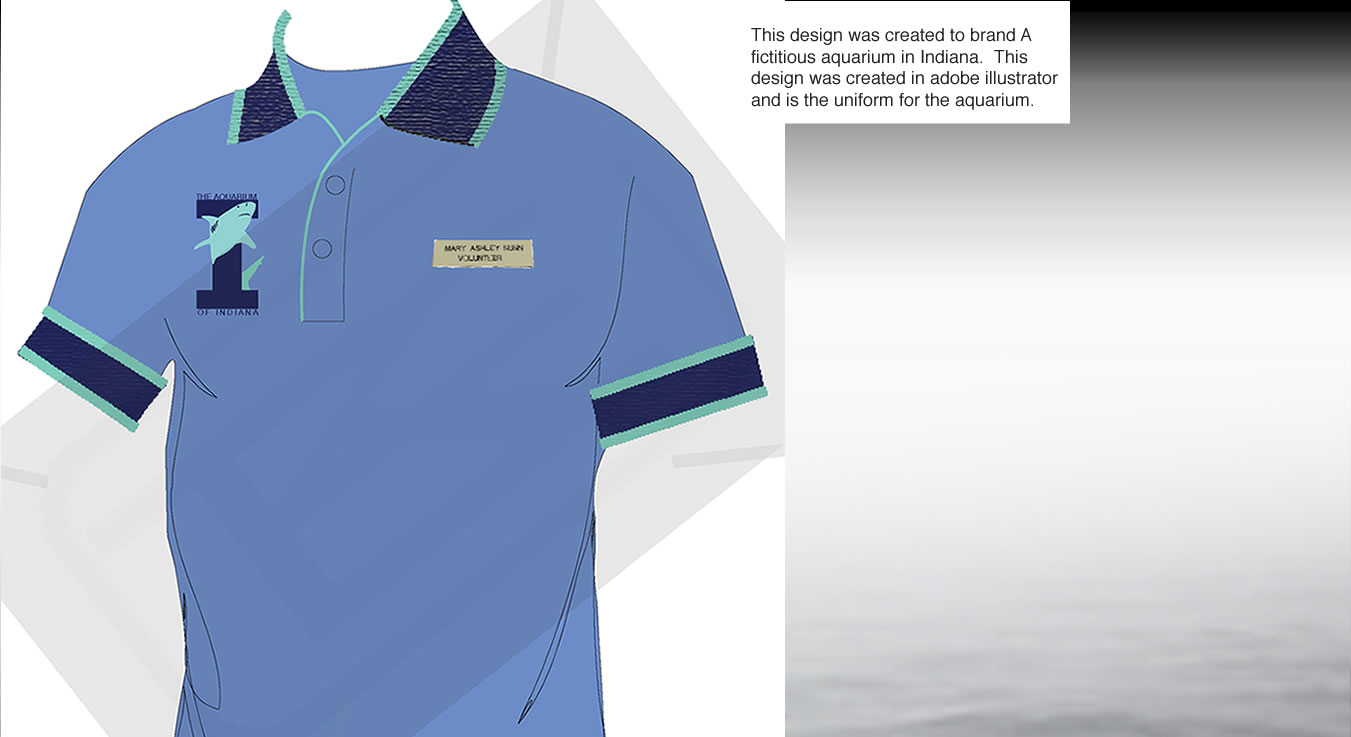 This design was created to brand A
fictitious aquarium in Indiana.  This
design was created in adobe illustrator
and is the uniform for the aquarium.
THE AQUARIUM
I
OF INDIANA
MARY ASHLEY NUNN
VOLUNTEER